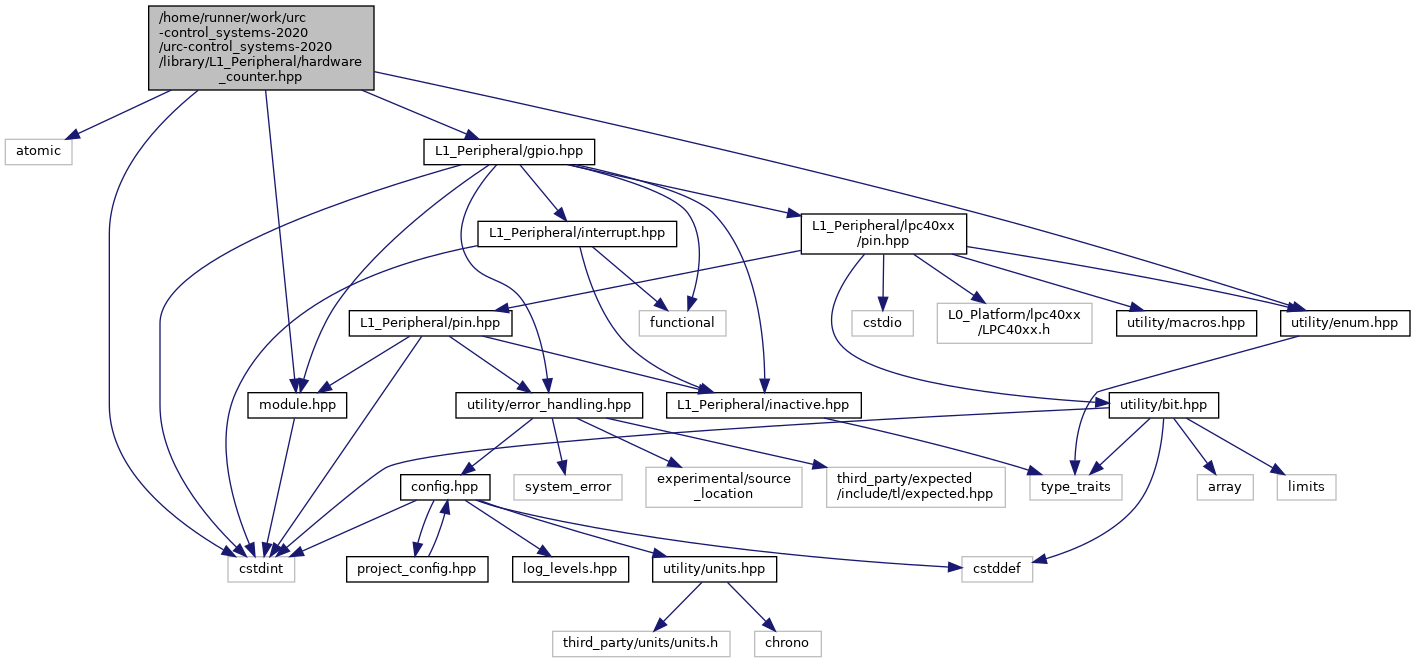 /home/runner/work/urc
-control_systems-2020
/urc-control_systems-2020
/library/L1_Peripheral/hardware
_counter.hpp
atomic
L1_Peripheral/gpio.hpp
L1_Peripheral/interrupt.hpp
L1_Peripheral/lpc40xx
/pin.hpp
L1_Peripheral/pin.hpp
functional
cstdio
L0_Platform/lpc40xx
/LPC40xx.h
utility/macros.hpp
utility/enum.hpp
module.hpp
utility/error_handling.hpp
L1_Peripheral/inactive.hpp
utility/bit.hpp
config.hpp
system_error
experimental/source
_location
third_party/expected
/include/tl/expected.hpp
type_traits
array
limits
cstdint
project_config.hpp
log_levels.hpp
utility/units.hpp
cstddef
third_party/units/units.h
chrono